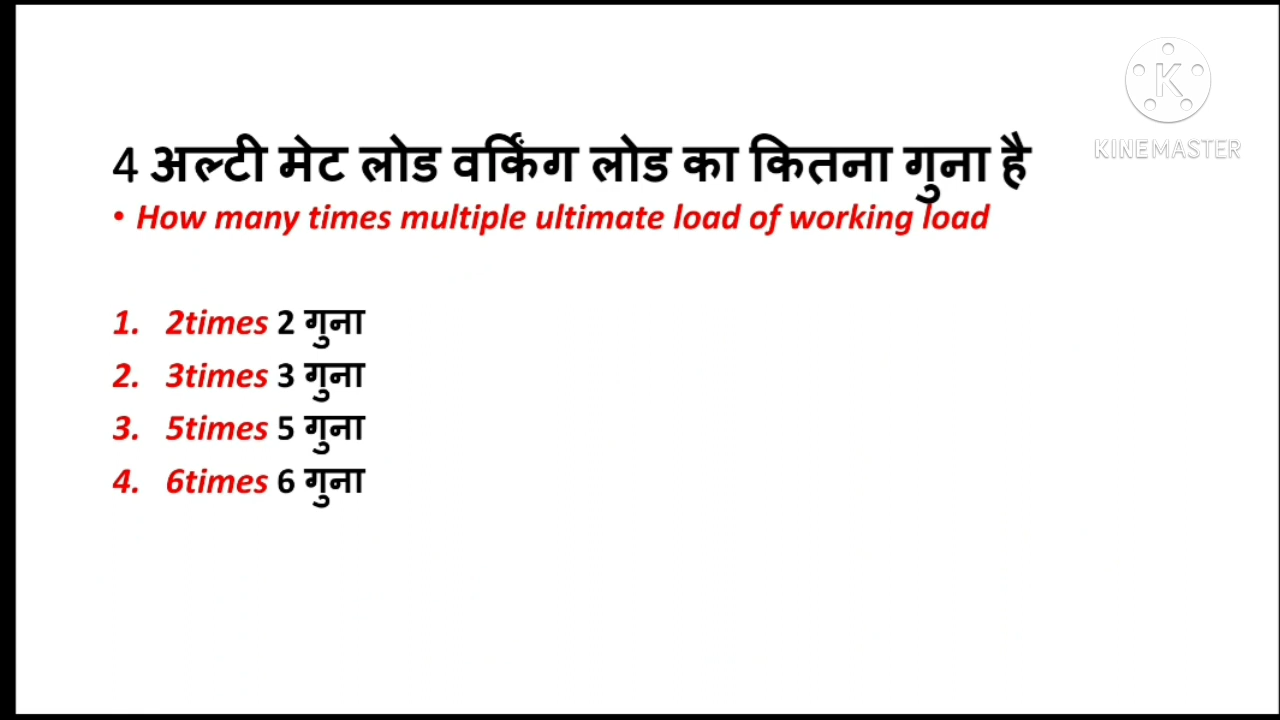 K
KINEMASTER
4 अल्टी मेट लोड वर्किंग लोड का कितना गुना है
• How many times multiple ultimate load of working load
1. 2times 2 गुना
2. 3times 3 गुना
3. 5times 5 गुना
4. 6times 6 गुना